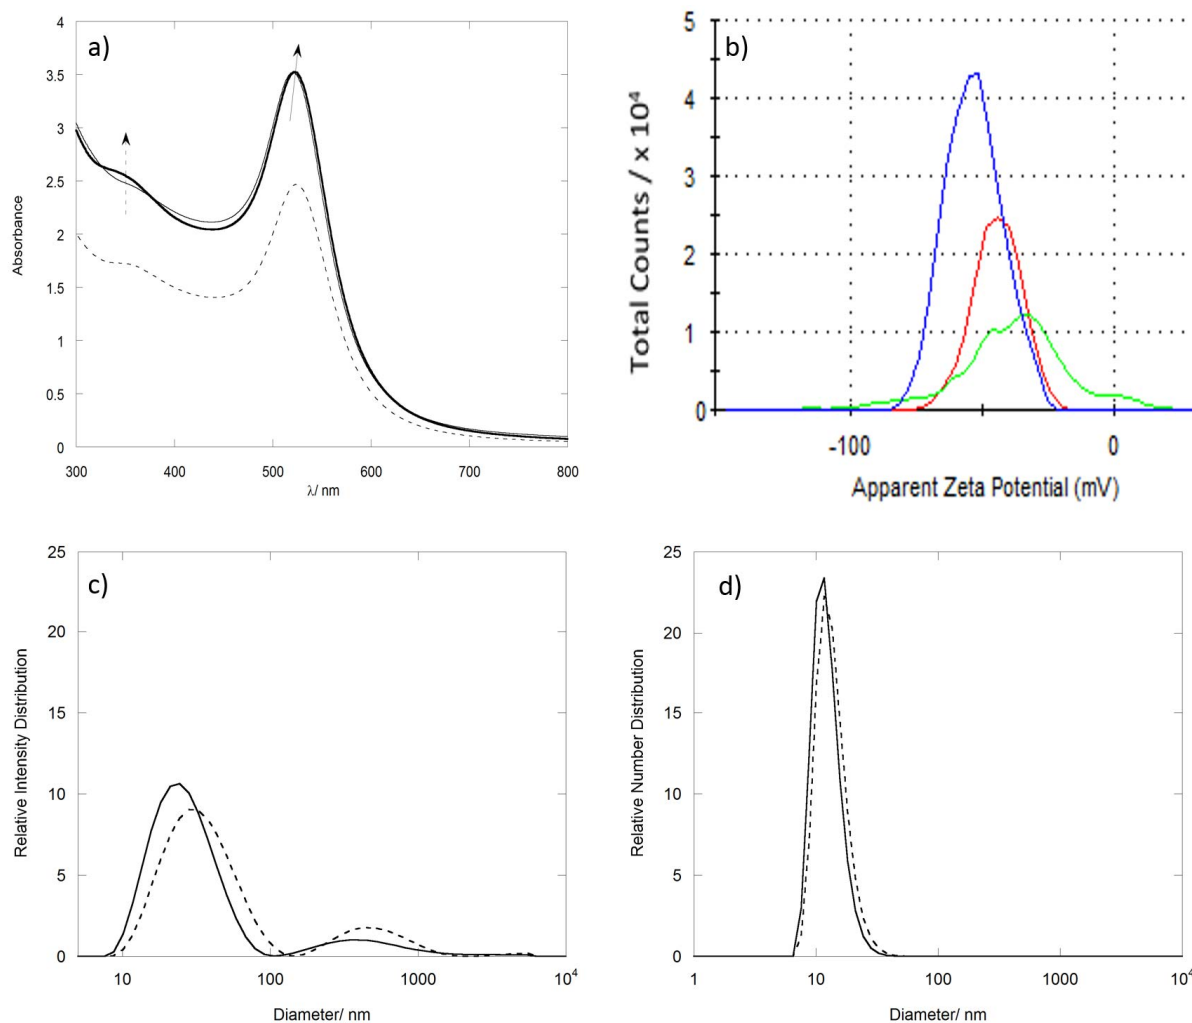 a)
4
3.5
3
2.5
2
1.5
1
0.5
0
Absorbance
300 400 500 600 700 800
λ/ nm
b)
5
4
3
2
1
0
Total Counts / x 10⁴
-100 0
Apparent Zeta Potential (mV)
c)
25
20
15
10
5
0
Relative Intensity Distribution
10 100 1000 10⁴
Diameter/ nm
d)
25
20
15
10
5
0
Relative Number Distribution
1 10 100 1000 10⁴
Diameter/ nm